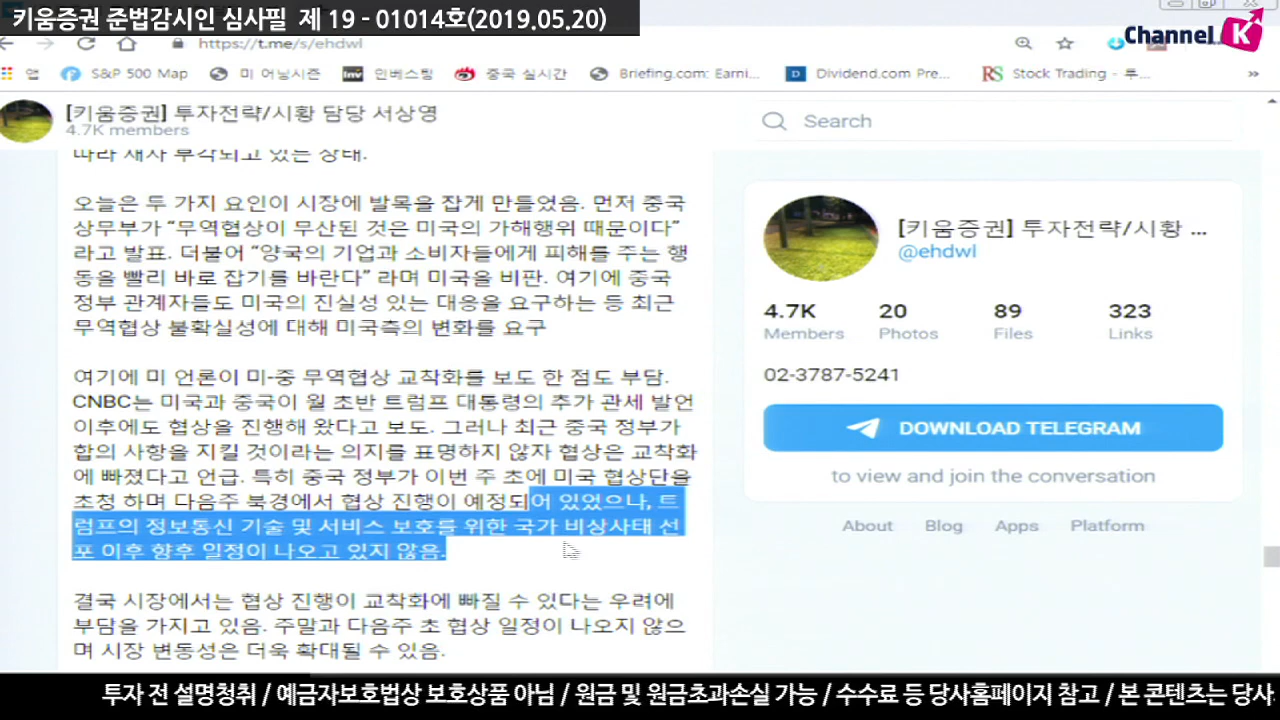 키움증권 준법감시인 심사필 제 19 - 01014호(2019.05.20)
Channel K
https://t.me/s/ehdwl
앱 S&P 500 Map 미 어닝시즌 Inv 인베스팅 중국 실시간 Briefing.com: Earni... D Dividend.com Pre... RS Stock Trading - 투... »
[키움증권] 투자전략/시황 담당 서상영
4.7K members
Search
따라 재차 부각되고 있는 상태.
오늘은 두 가지 요인이 시장에 발목을 잡게 만들었음. 먼저 중국
상무부가 “무역협상이 무산된 것은 미국의 가해행위 때문이다”
라고 발표. 더불어 “양국의 기업과 소비자들에게 피해를 주는 행
동을 빨리 바로 잡기를 바란다” 라며 미국을 비판. 여기에 중국
정부 관계자들도 미국의 진실성 있는 대응을 요구하는 등 최근
무역협상 불확실성에 대해 미국측의 변화를 요구
여기에 미 언론이 미-중 무역협상 교착화를 보도 한 점도 부담.
CNBC는 미국과 중국이 월 초반 트럼프 대통령의 추가 관세 발언
이후에도 협상을 진행해 왔다고 보도. 그러나 최근 중국 정부가
합의 사항을 지킬 것이라는 의지를 표명하지 않자 협상은 교착화
에 빠졌다고 언급. 특히 중국 정부가 이번 주 초에 미국 협상단을
초청 하며 다음주 북경에서 협상 진행이 예정되어 있었으나, 트
럼프의 정보통신 기술 및 서비스 보호를 위한 국가 비상사태 선
포 이후 향후 일정이 나오고 있지 않음.
결국 시장에서는 협상 진행이 교착화에 빠질 수 있다는 우려에
부담을 가지고 있음. 주말과 다음주 초 협상 일정이 나오지 않으
며 시장 변동성은 더욱 확대될 수 있음.
[키움증권] 투자전략/시황 ...
@ehdwl
4.7K 20 89 323
Members Photos Files Links
02-3787-5241
DOWNLOAD TELEGRAM
to view and join the conversation
About Blog Apps Platform
투자 전 설명청취 / 예금자보호법상 보호상품 아님 / 원금 및 원금초과손실 가능 / 수수료 등 당사홈페이지 참고 / 본 콘텐츠는 당사